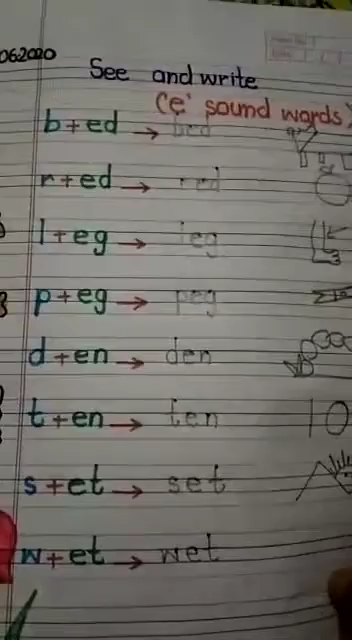 062020
See and write
('e' sound words)
b+ed → bed
r+ed → red
l+eg → leg
p+eg → peg
d+en → den
t+en → ten 10
s+et → set
w+et → wet